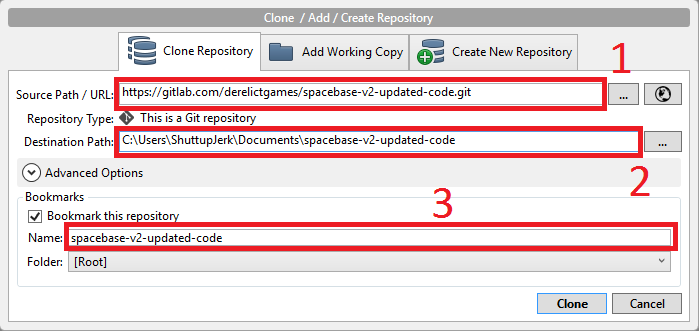 Clone / Add / Create Repository
Clone Repository
Add Working Copy
Create New Repository
1
Source Path / URL: https://gitlab.com/derelictgames/spacebase-v2-updated-code.git ...
Repository Type: This is a Git repository
Destination Path: C:\Users\ShuttupJerk\Documents\spacebase-v2-updated-code ...
Advanced Options
2
Bookmarks
3
Bookmark this repository
Name: spacebase-v2-updated-code
Folder: [Root]
Clone
Cancel